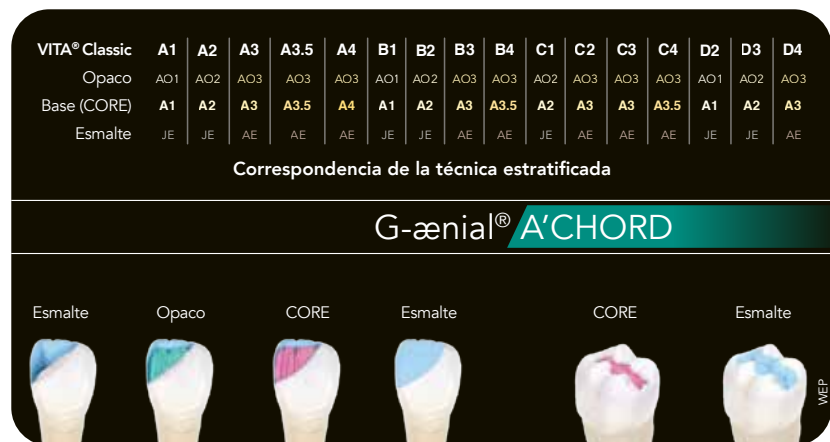 VITA® Classic A1 A2 A3 A3.5 A4 B1 B2 B3 B4 C1 C2 C3 C4 D2 D3 D4
Opaco AO1 AO2 AO3 AO3 AO3 AO1 AO2 AO3 AO3 AO2 AO3 AO3 AO3 AO1 AO2 AO3
Base (CORE) A1 A2 A3 A3.5 A4 A1 A2 A3 A3.5 A2 A3 A3 A3.5 A1 A2 A3
Esmalte JE JE AE AE AE JE JE AE AE JE AE AE AE JE JE AE
Correspondencia de la técnica estratificada
G-ænial® A'CHORD
Esmalte Opaco CORE Esmalte CORE Esmalte
WEP